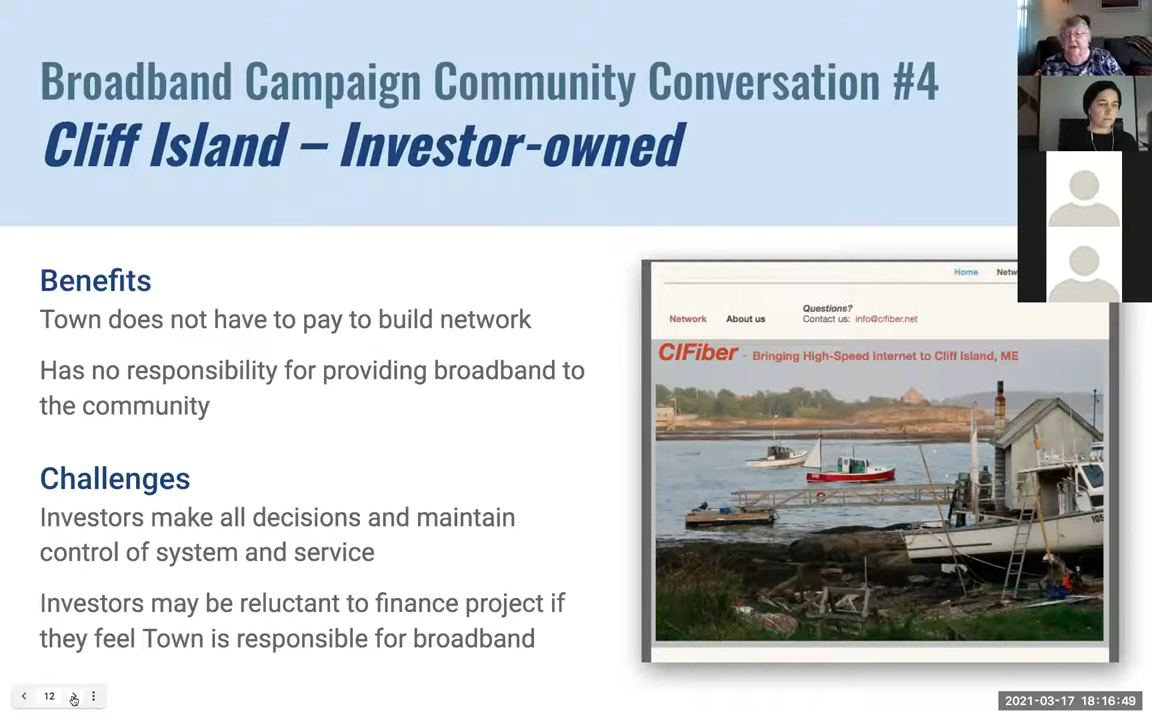 Broadband Campaign Community Conversation #4
Cliff Island – Investor-owned
Benefits
Town does not have to pay to build network
Has no responsibility for providing broadband to
the community
Challenges
Investors make all decisions and maintain
control of system and service
Investors may be reluctant to finance project if
they feel Town is responsible for broadband
Home
Network
About us
Questions?
Contact us: info@cifiber.net
CIFiber – Bringing High-Speed Internet to Cliff Island, ME
12
2021-03-17 18:16:49